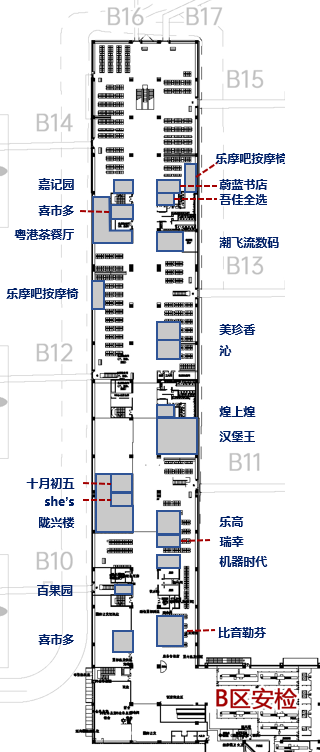 B16 B17
B15
B14
乐摩吧按摩椅
嘉记园 蔚蓝书店
吾佳全选
喜市多
粤港茶餐厅 潮飞流数码
B13
乐摩吧按摩椅
美珍香
B12 沁
煌上煌
汉堡王
B11
十月初五
she's
陇兴楼 乐高
瑞幸
B10 机器时代
百果园
喜市多 比音勒芬
B区安检